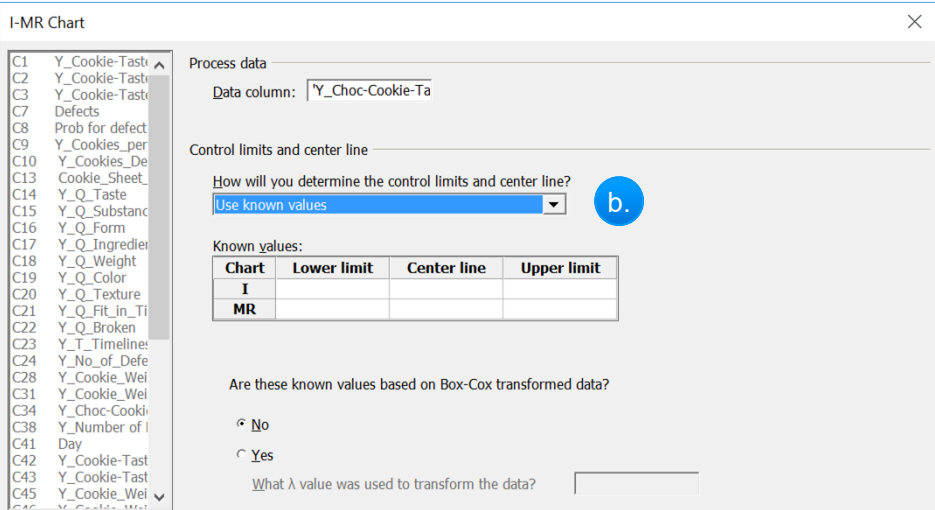 I-MR Chart
C1 Y_Cookie-Taste
C2 Y_Cookie-Taste
C3 Y_Cookie-Taste
C7 Defects
C8 Prob for defect
C9 Y_Cookies_per
C10 Y_Cookies_De
C13 Cookie_Sheet_
C14 Y_Q_Taste
C15 Y_Q_Substanc
C16 Y_Q_Form
C17 Y_Q_Ingredier
C18 Y_Q_Weight
C19 Y_Q_Color
C20 Y_Q_Texture
C21 Y_Q_Fit_in_Ti
C22 Y_Q_Broken
C23 Y_T_Timelines
C24 Y_No_of_Defe
C28 Y_Cookie_Wei
C31 Y_Cookie_Wei
C34 Y_Choc-Cooki
C38 Y_Number of
C41 Day
C42 Y_Cookie-Tast
C43 Y_Cookie-Tast
C45 Y_Cookie_Wei
Process data
Data column: 'Y_Choc-Cookie-Ta
Control limits and center line
How will you determine the control limits and center line?
Use known values
b.
Known values:
Chart Lower limit Center line Upper limit
I
MR
Are these known values based on Box-Cox transformed data?
No
Yes
What λ value was used to transform the data?